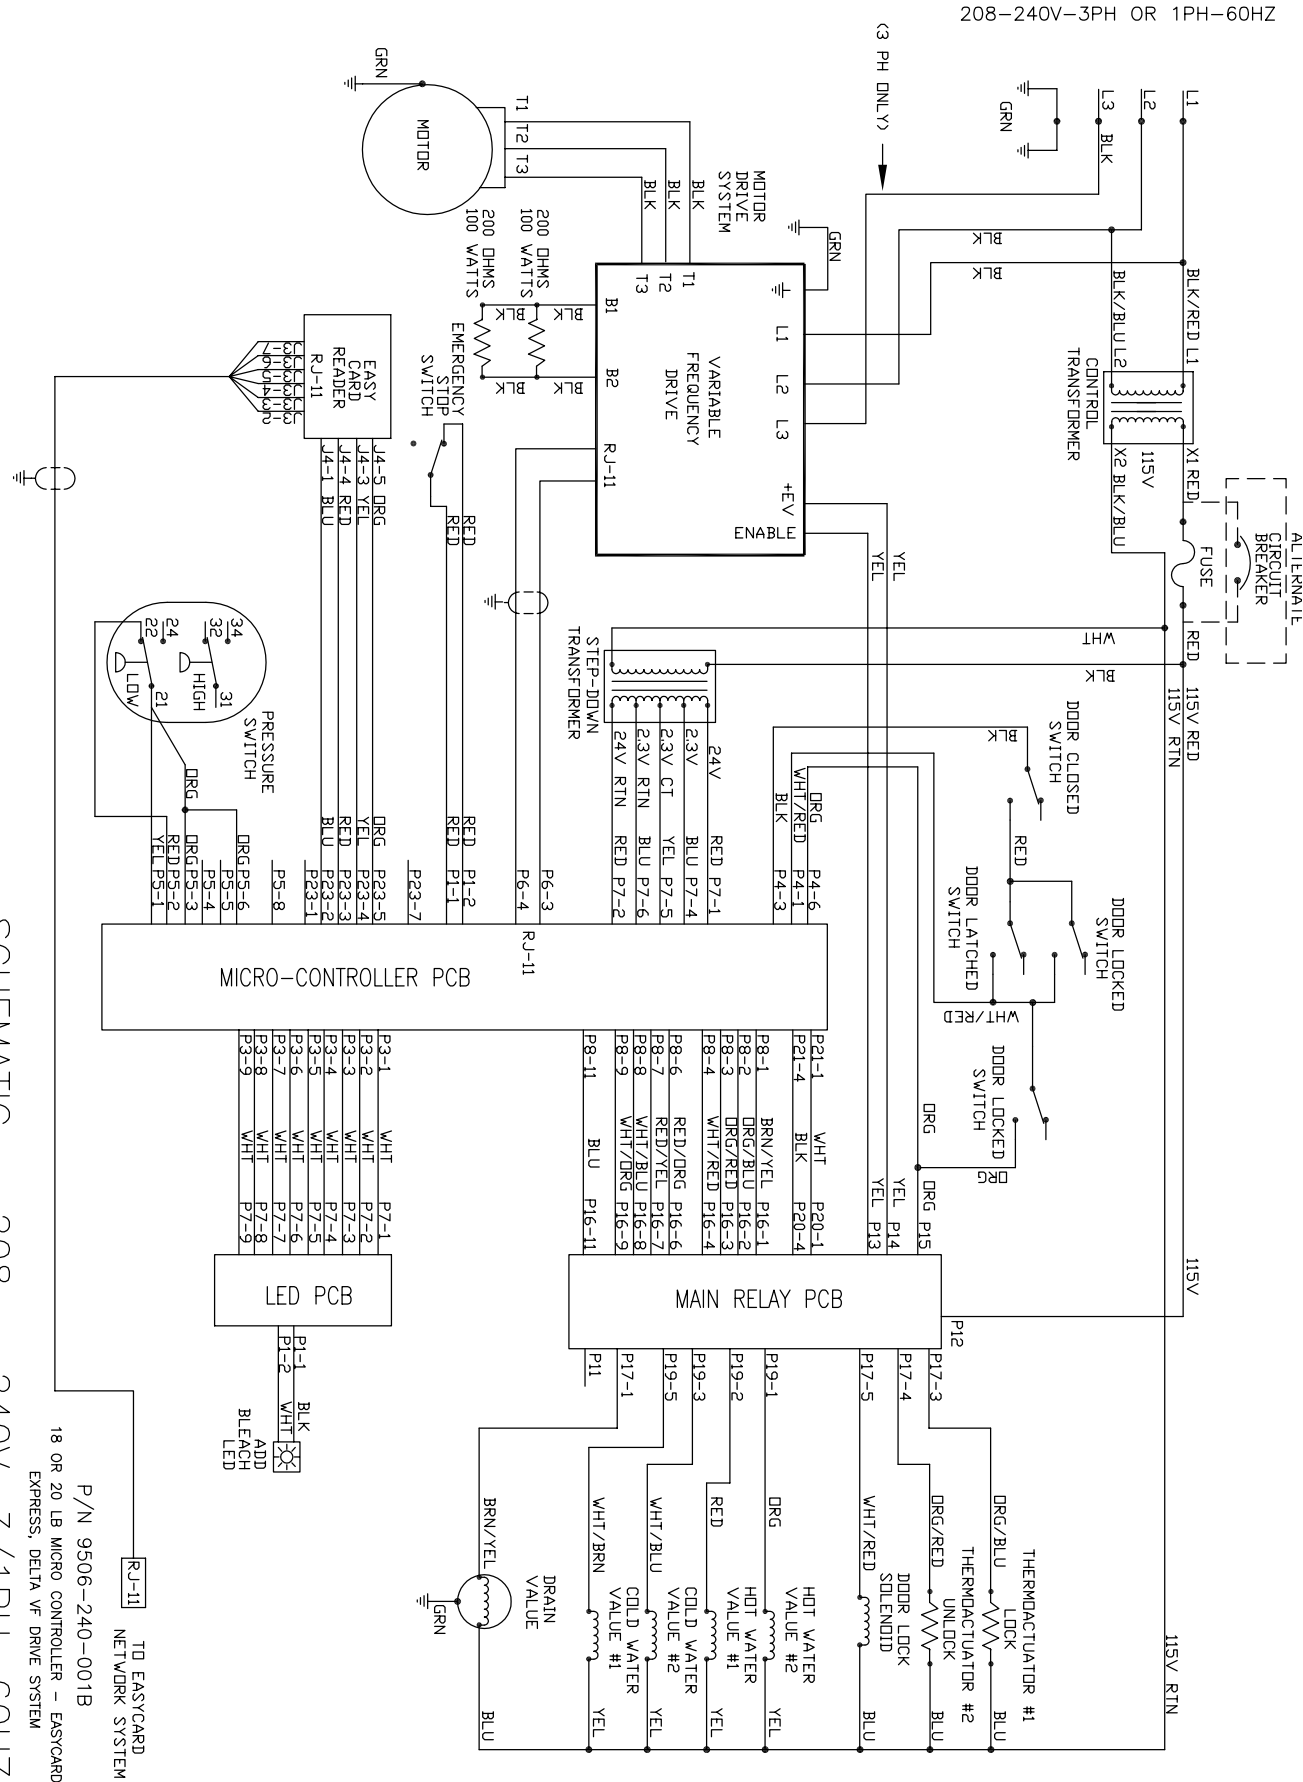 208-240V-3PH OR 1PH-60HZ
L1
L2
L3
GRN
BLK
(3 PH ONLY)
GRN
MOTOR
T1
T2
T3
BLK
BLK
BLK
MOTOR
DRIVE
SYSTEM
GRN
200 OHMS
100 WATTS
200 OHMS
100 WATTS
BLK
BLK
BLK
BLK
BLK
BLK
T1
T2
T3
B1
B2
RJ-11
L1
L2
L3
+EV
ENABLE
VARIABLE
FREQUENCY
DRIVE
BLK
BLK
BLK/RED L1
BLK/BLU L2
CONTROL
TRANSFORMER
X1 RED
115V
X2 BLK/BLU
ALTERNATE
CIRCUIT
BREAKER
FUSE
RED
115V RED
115V RTN
WHT
BLK
YEL
YEL
EMERGENCY
STOP
SWITCH
RED
RED
EASY
CARD
READER
RJ-11
J4-5 ORG
J4-3 YEL
J4-4 RED
J4-1 BLU
34
32
24
22
31
21
HIGH
LOW
PRESSURE
SWITCH
ORG
STEP-DOWN
TRANSFORMER
24V
2.3V
2.3V CT
2.3V RTN
24V RTN
RED P7-1
BLU P7-4
YEL P7-5
BLU P7-6
RED P7-2
BLK
WHT/RED
ORG
BLK
P4-6
P4-1
P4-3
DOOR CLOSED
SWITCH
RED
DOOR LATCHED
SWITCH
DOOR LOCKED
SWITCH
WHT/RED
DOOR LOCKED
SWITCH
ORG
ORG
P6-3
P6-4
RJ-11
RED P1-2
RED P1-1
P23-7
ORG P23-5
YEL P23-4
RED P23-3
BLU P23-2
P23-1
P5-8
ORG P5-6
P5-5
P5-4
ORG P5-3
RED P5-2
YEL P5-1
MICRO-CONTROLLER PCB
P21-1 WHT P20-1
P21-4 BLK P20-4
P8-1 BRN/YEL P16-1
P8-2 ORG/BLU P16-2
P8-3 ORG/RED P16-3
P8-4 WHT/RED P16-4
P8-6 RED/ORG P16-6
P8-7 RED/YEL P16-7
P8-8 WHT/BLU P16-8
P8-9 WHT/ORG P16-9
P8-11 BLU P16-11
P3-1 WHT P7-1
P3-2 WHT P7-2
P3-3 WHT P7-3
P3-4 WHT P7-4
P3-5 WHT P7-5
P3-6 WHT P7-6
P3-7 WHT P7-7
P3-8 WHT P7-8
P3-9 WHT P7-9
ORG P15
YEL P14
YEL P13
115V
P12
MAIN RELAY PCB
LED PCB
P1-1 BLK
P1-2 WHT
ADD
BLEACH
LED
P17-3
P17-4
P17-5
P19-1
P19-2
P19-3
P19-5
P17-1
P11
ORG/BLU
ORG/RED
WHT/RED
ORG
RED
WHT/BLU
WHT/BRN
BRN/YEL
THERMOACTUATOR #1
LOCK
THERMOACTUATOR #2
UNLOCK
DOOR LOCK
SOLENOID
HOT WATER
VALUE #2
HOT WATER
VALUE #1
COLD WATER
VALUE #2
COLD WATER
VALUE #1
DRAIN
VALUE
GRN
BLU
BLU
BLU
YEL
YEL
YEL
YEL
BLU
115V RTN
RJ-11
TO EASYCARD
NETWORK SYSTEM
P/N 9506-240-001B
18 OR 20 LB MICRO CONTROLLER - EASYCARD
EXPRESS, DELTA VF DRIVE SYSTEM